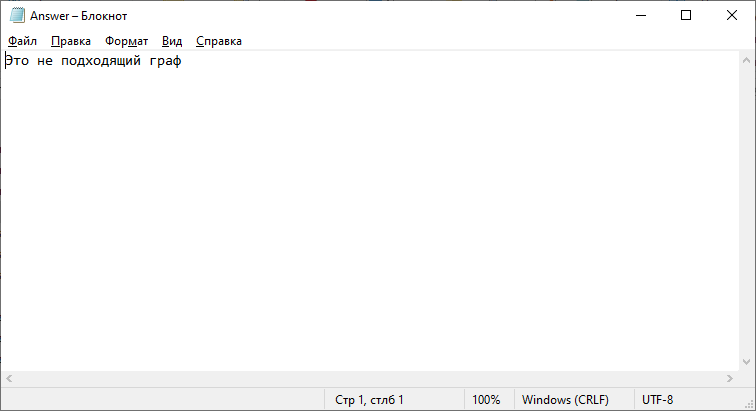 Answer – Блокнот
Файл Правка Формат Вид Справка
Это не подходящий граф
Стр 1, стлб 1 100% Windows (CRLF) UTF-8